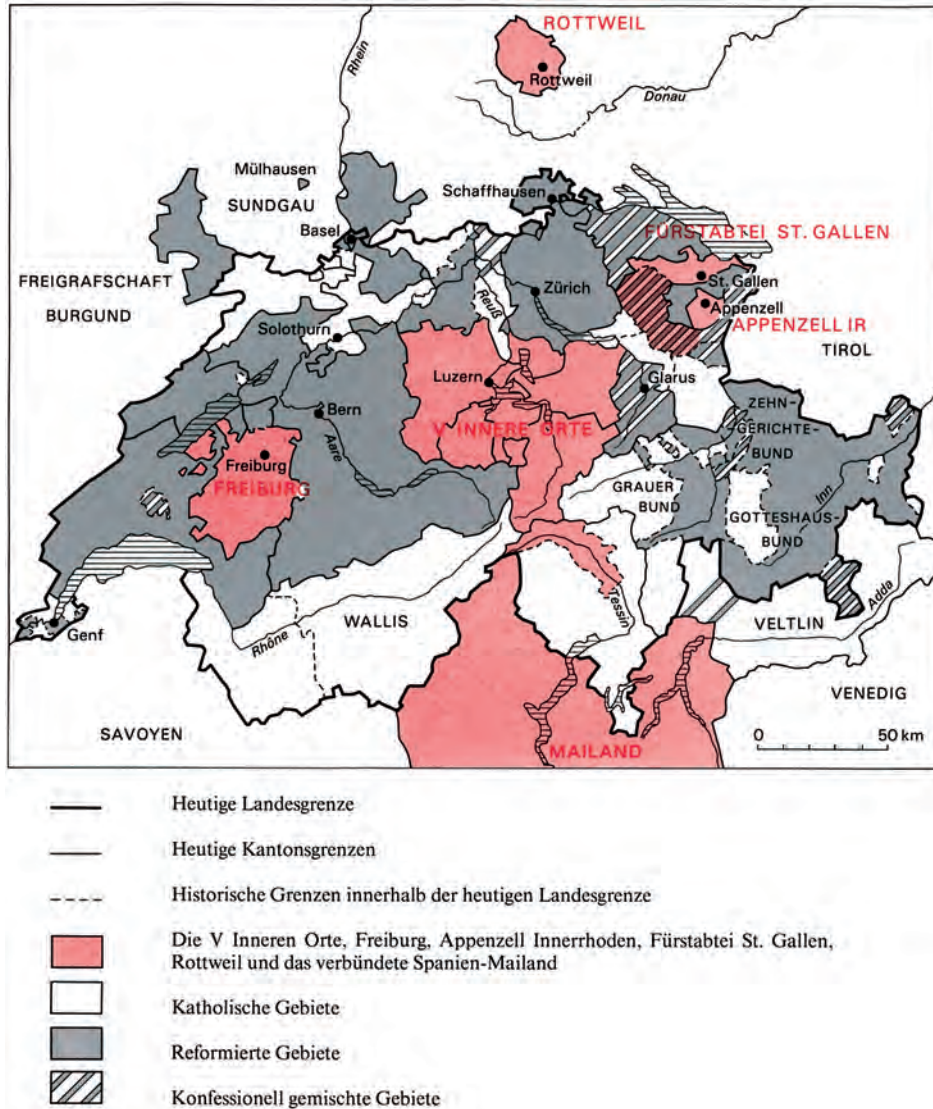 ROTTWEIL
Rhein
Rottweil
Donau
Mülhausen
SUNDGAU
Schaffhausen
Basel
FÜRSTABTEI ST. GALLEN
FREIGRAFSCHAFT
BURGUND
Zürich
St. Gallen
Reuß
Appenzell
APPENZELL IR
Solothurn
TIROL
Luzern
Glarus
Bern
ZEHN-
GERICHTE-
BUND
V INNERE ORTE
Aare
Freiburg
FREIBURG
GRAUER
BUND
Inn
GOTTESHAUS-
BUND
Tessin
Adda
WALLIS
VELTLIN
Genf
Rhône
VENEDIG
SAVOYEN
MAILAND
0 50 km
Heutige Landesgrenze
Heutige Kantonsgrenzen
Historische Grenzen innerhalb der heutigen Landesgrenze
Die V Inneren Orte, Freiburg, Appenzell Innerrhoden, Fürstabtei St. Gallen,
Rottweil und das verbündete Spanien-Mailand
Katholische Gebiete
Reformierte Gebiete
Konfessionell gemischte Gebiete